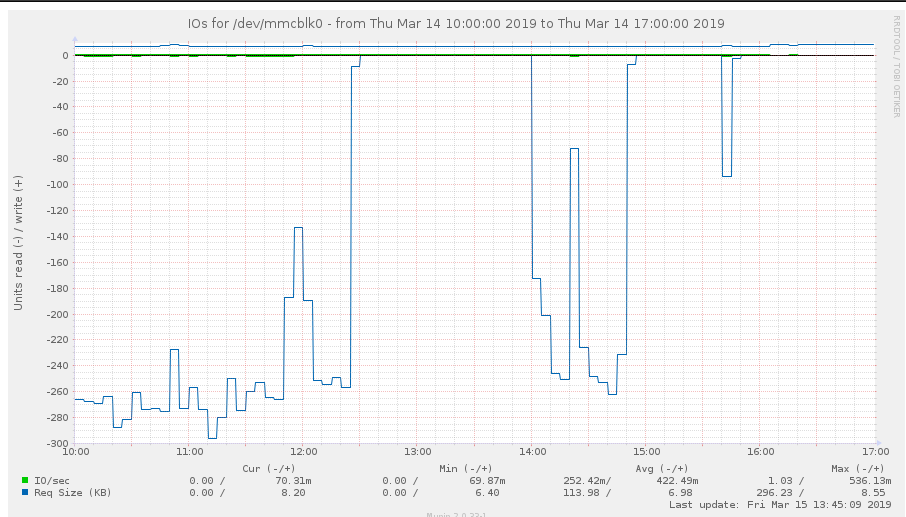 IOs for /dev/mmcblk0 - from Thu Mar 14 10:00:00 2019 to Thu Mar 14 17:00:00 2019
RRDTOOL / TOBI OETIKER
Units read (-) / write (+)
0
-20
-40
-60
-80
-100
-120
-140
-160
-180
-200
-220
-240
-260
-280
-300
10:00 11:00 12:00 13:00 14:00 15:00 16:00 17:00
Cur (-/+) Min (-/+) Avg (-/+) Max (-/+)
IO/sec 0.00 / 70.31m 0.00 / 69.87m 252.42m/ 422.49m 1.03 / 536.13m
Req Size (KB) 0.00 / 8.20 0.00 / 6.40 113.98 / 6.98 296.23 / 8.55
Last update: Fri Mar 15 13:45:09 2019
Munin 2.0.33-1